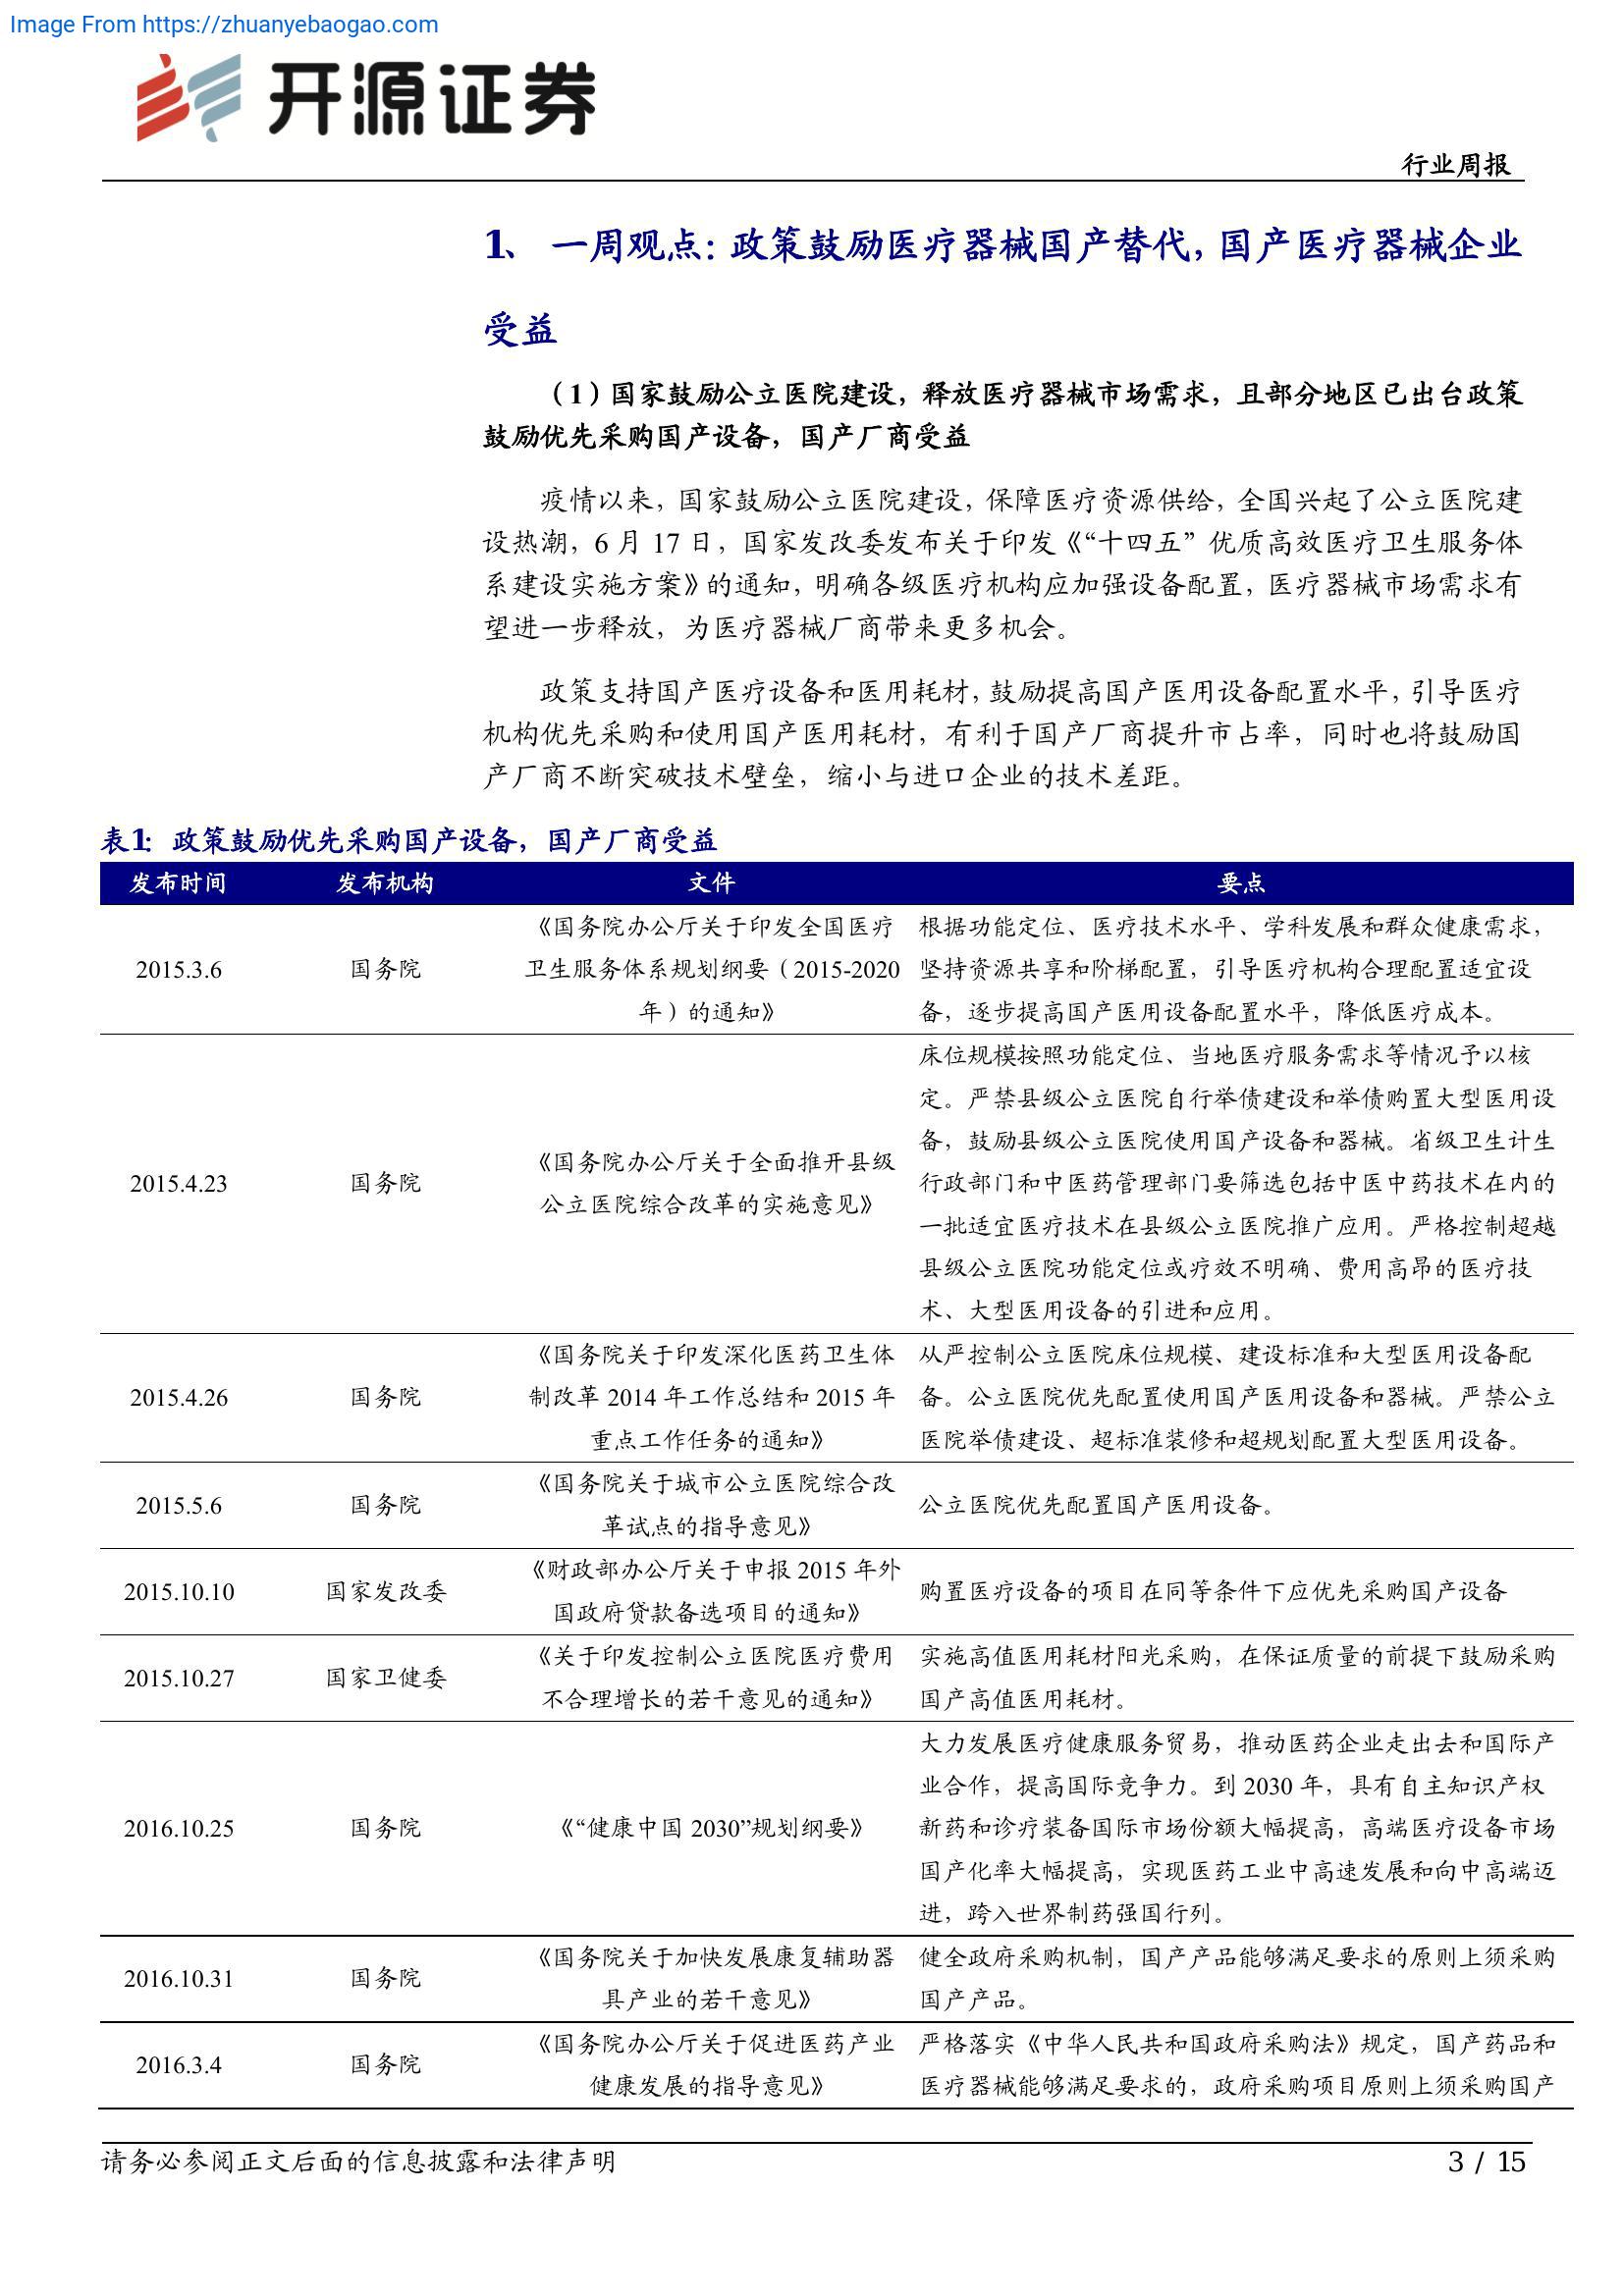 Image From https://zhuanyebaogao.com
开源证券
行业周报
1、 一周观点：政策鼓励医疗器械国产替代，国产医疗器械企业
受益
（1）国家鼓励公立医院建设，释放医疗器械市场需求，且部分地区已出台政策
鼓励优先采购国产设备，国产厂商受益
疫情以来，国家鼓励公立医院建设，保障医疗资源供给，全国兴起了公立医院建
设热潮，6 月 17 日，国家发改委发布关于印发《“十四五”优质高效医疗卫生服务体
系建设实施方案》的通知，明确各级医疗机构应加强设备配置，医疗器械市场需求有
望进一步释放，为医疗器械厂商带来更多机会。
政策支持国产医疗设备和医用耗材，鼓励提高国产医用设备配置水平，引导医疗
机构优先采购和使用国产医用耗材，有利于国产厂商提升市占率，同时也将鼓励国
产厂商不断突破技术壁垒，缩小与进口企业的技术差距。
表1： 政策鼓励优先采购国产设备，国产厂商受益
发布时间 发布机构 文件 要点
2015.3.6 国务院
《国务院办公厅关于印发全国医疗
卫生服务体系规划纲要（2015-2020
年）的通知》
根据功能定位、医疗技术水平、学科发展和群众健康需求，
坚持资源共享和阶梯配置，引导医疗机构合理配置适宜设
备，逐步提高国产医用设备配置水平，降低医疗成本。
2015.4.23 国务院
《国务院办公厅关于全面推开县级
公立医院综合改革的实施意见》
床位规模按照功能定位、当地医疗服务需求等情况予以核
定。严禁县级公立医院自行举债建设和举债购置大型医用设
备，鼓励县级公立医院使用国产设备和器械。省级卫生计生
行政部门和中医药管理部门要筛选包括中医中药技术在内的
一批适宜医疗技术在县级公立医院推广应用。严格控制超越
县级公立医院功能定位或疗效不明确、费用高昂的医疗技
术、大型医用设备的引进和应用。
2015.4.26 国务院
《国务院关于印发深化医药卫生体
制改革 2014 年工作总结和 2015 年
重点工作任务的通知》
从严控制公立医院床位规模、建设标准和大型医用设备配
备。公立医院优先配置使用国产医用设备和器械。严禁公立
医院举债建设、超标准装修和超规划配置大型医用设备。
2015.5.6 国务院
《国务院关于城市公立医院综合改
革试点的指导意见》
公立医院优先配置国产医用设备。
2015.10.10 国家发改委
《财政部办公厅关于申报 2015 年外
国政府贷款备选项目的通知》
购置医疗设备的项目在同等条件下应优先采购国产设备
2015.10.27 国家卫健委
《关于印发控制公立医院医疗费用
不合理增长的若干意见的通知》
实施高值医用耗材阳光采购，在保证质量的前提下鼓励采购
国产高值医用耗材。
2016.10.25 国务院
《“健康中国 2030”规划纲要》
大力发展医疗健康服务贸易，推动医药企业走出去和国际产
业合作，提高国际竞争力。到 2030 年，具有自主知识产权
新药和诊疗装备国际市场份额大幅提高，高端医疗设备市场
国产化率大幅提高，实现医药工业中高速发展和向中高端迈
进，跨入世界制药强国行列。
2016.10.31 国务院
《国务院关于加快发展康复辅助器
具产业的若干意见》
健全政府采购机制，国产产品能够满足要求的原则上须采购
国产产品。
2016.3.4 国务院
《国务院办公厅关于促进医药产业
健康发展的指导意见》
严格落实《中华人民共和国政府采购法》规定，国产药品和
医疗器械能够满足要求的，政府采购项目原则上须采购国产
请务必参阅正文后面的信息披露和法律声明
3 / 15